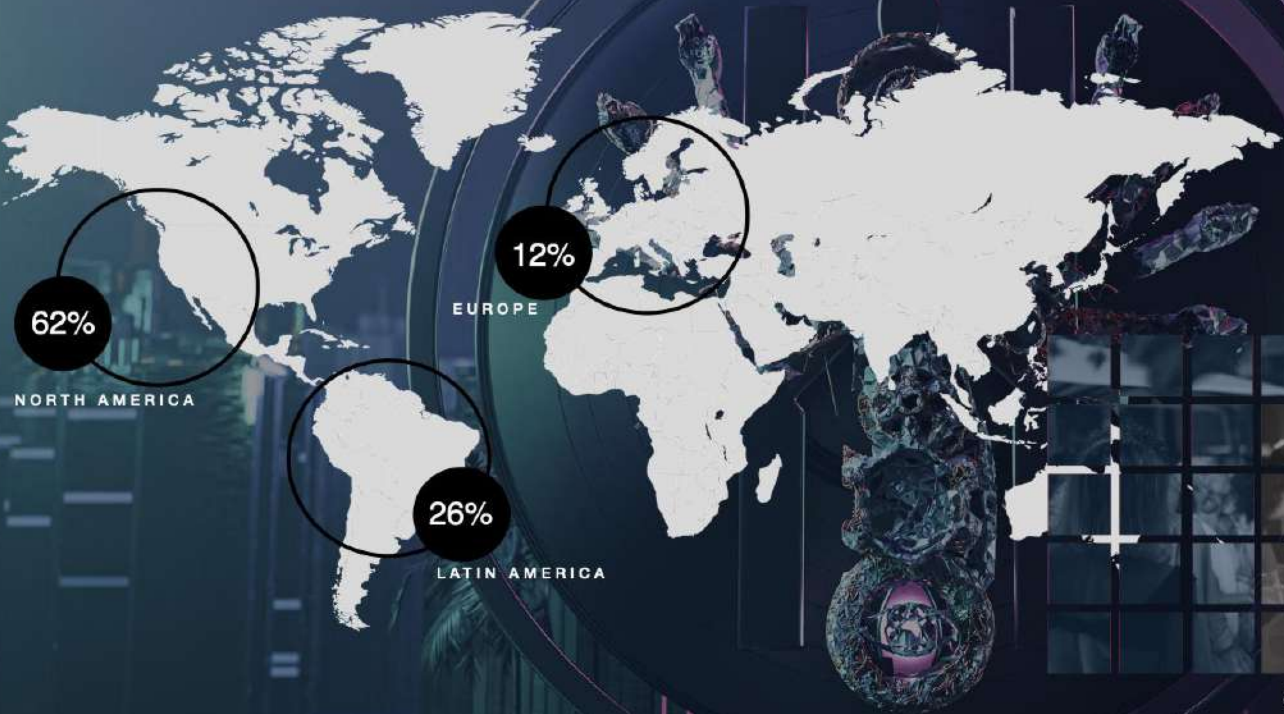 12%
EUROPE
62%
NORTH AMERICA
26%
LATIN AMERICA